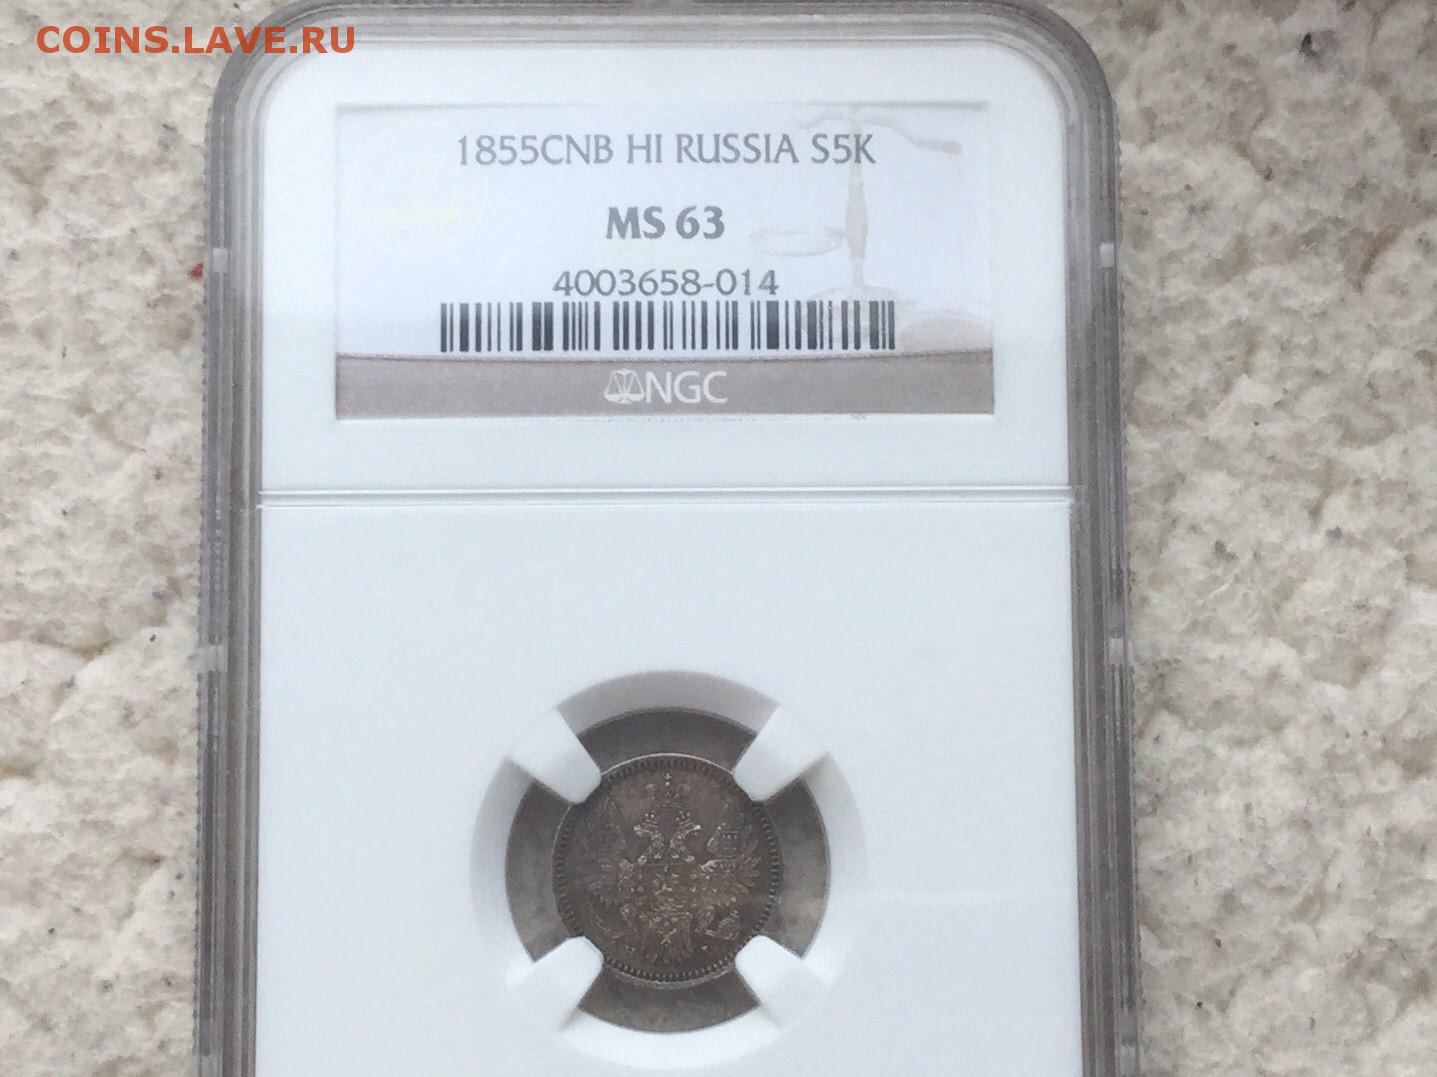 COINS.LAVE.RU
1855CNB HI RUSSIA S5K
MS 63
4003658-014
NGC